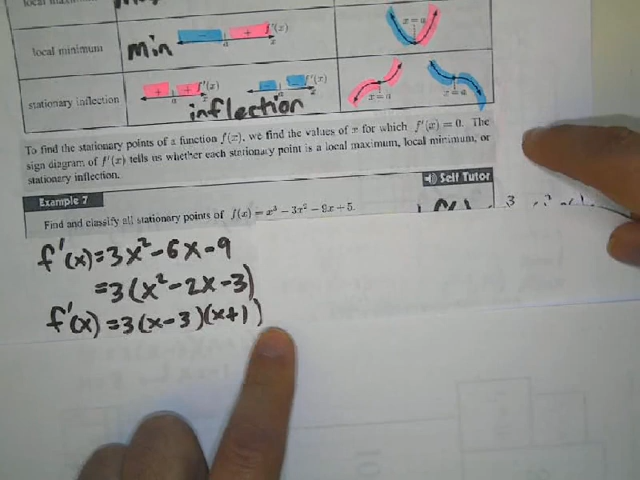 local minimum min - + f'(x)
a x
x = a
stationary inflection + + f'(x) - - f'(x)
a x a x
x = a x = a
inflection
To find the stationary points of a function f(x), we find the values of x for which f'(x) = 0. The
sign diagram of f'(x) tells us whether each stationary point is a local maximum, local minimum, or
stationary inflection.
Example 7 Self Tutor
Find and classify all stationary points of f(x) = x³ - 3x² - 9x + 5.
f'(x)=3x²-6x-9
=3(x²-2x-3)
f'(x)=3(x-3)(x+1)